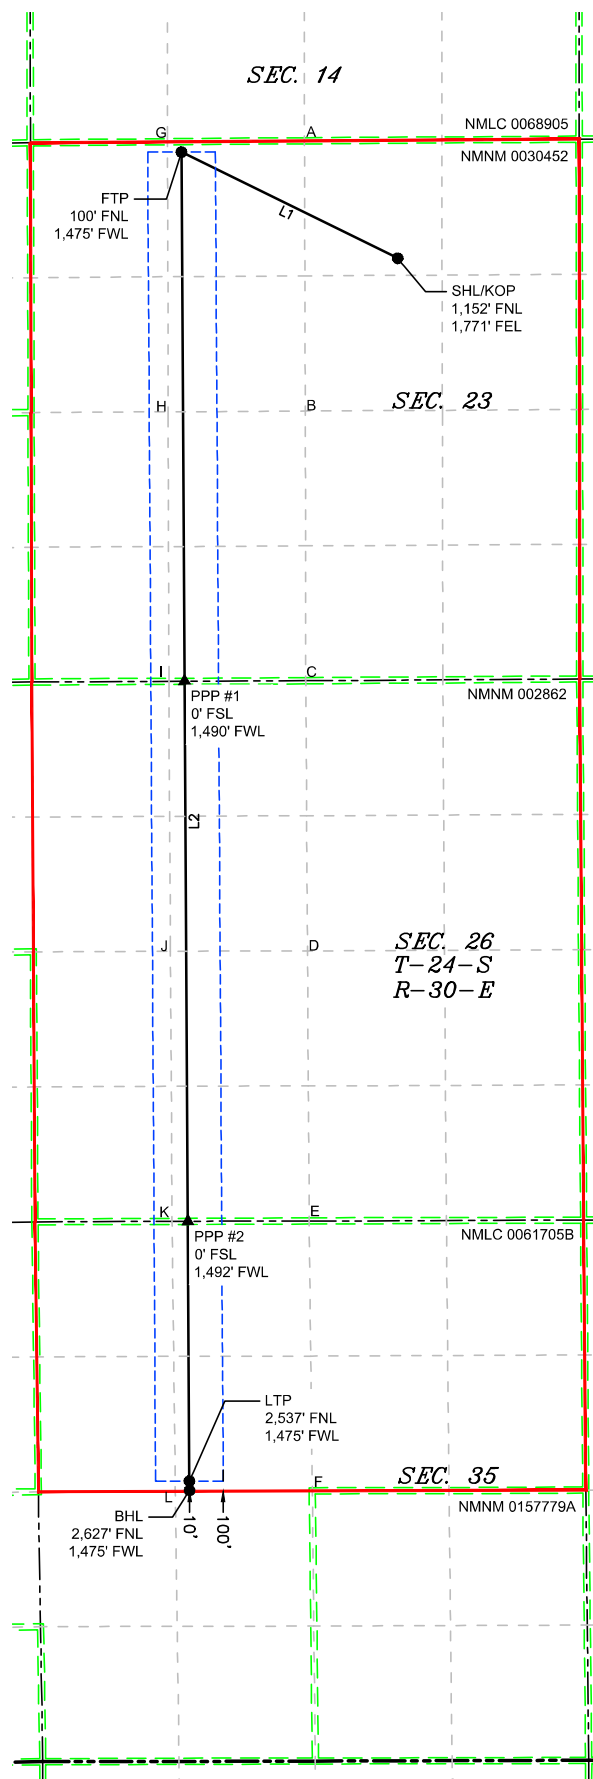 SEC. 14
NMLC 0068905
G
A
NMNM 0030452
FTP
100' FNL
1,475' FWL
L1
SHL/KOP
1,152' FNL
1,771' FEL
H
B
SEC. 23
I
C
NMNM 002862
PPP #1
0' FSL
1,490' FWL
L2
J
D
SEC. 26
T-24-S
R-30-E
K
E
NMLC 0061705B
PPP #2
0' FSL
1,492' FWL
LTP
2,537' FNL
1,475' FWL
F
SEC. 35
L
NMNM 0157779A
BHL
2,627' FNL
1,475' FWL
10'
100'